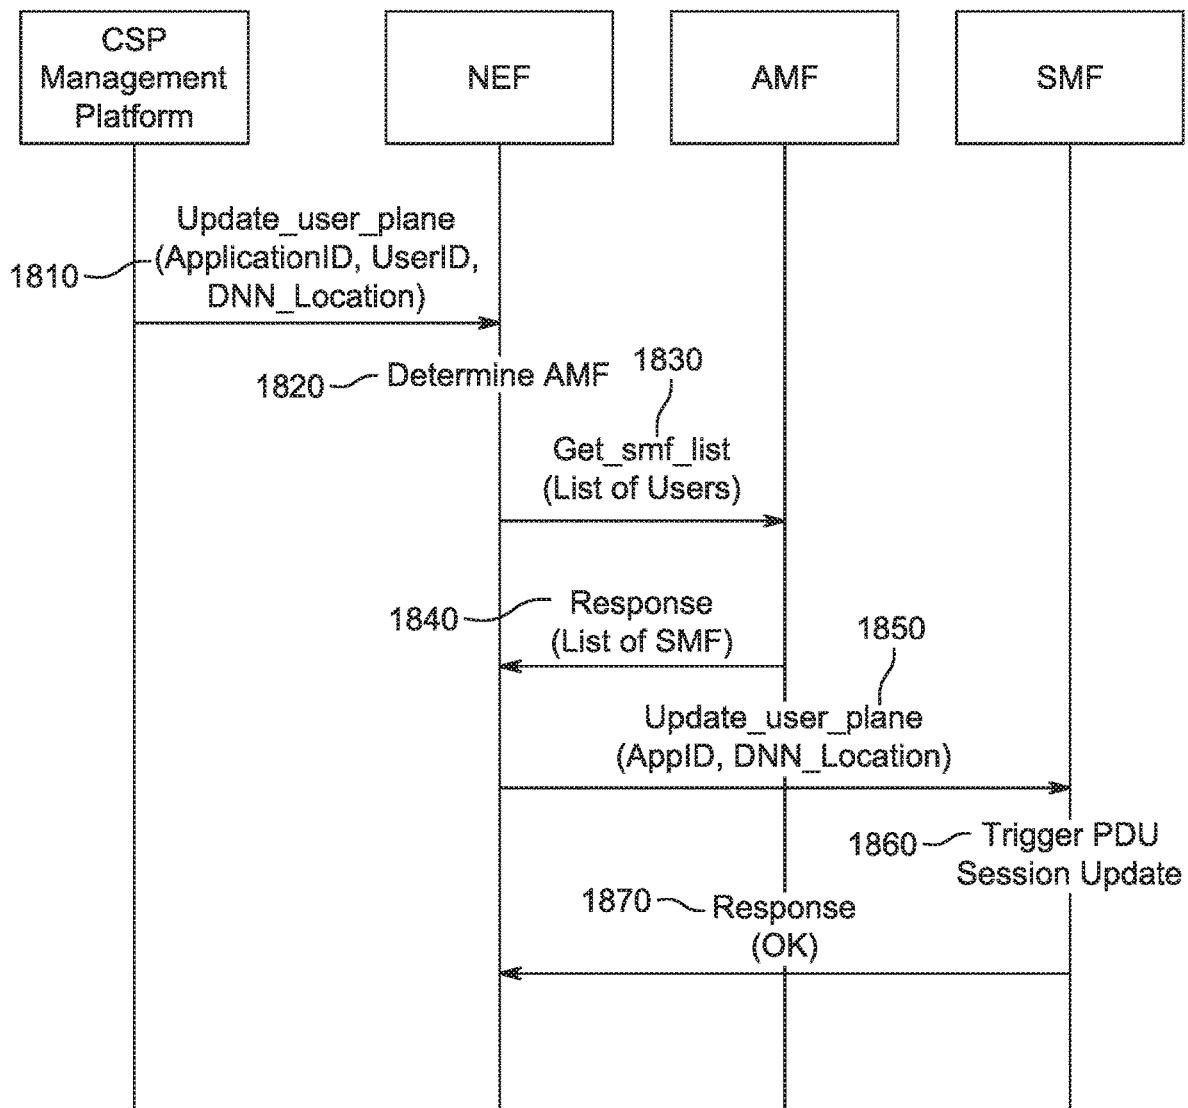 CSP
Management
Platform
NEF
AMF
SMF
Update_user_plane
(ApplicationID, UserID,
DNN_Location)
1810
1820
Determine AMF
1830
Get_smf_list
(List of Users)
1840
Response
(List of SMF)
1850
Update_user_plane
(AppID, DNN_Location)
1860
Trigger PDU
Session Update
1870
Response
(OK)